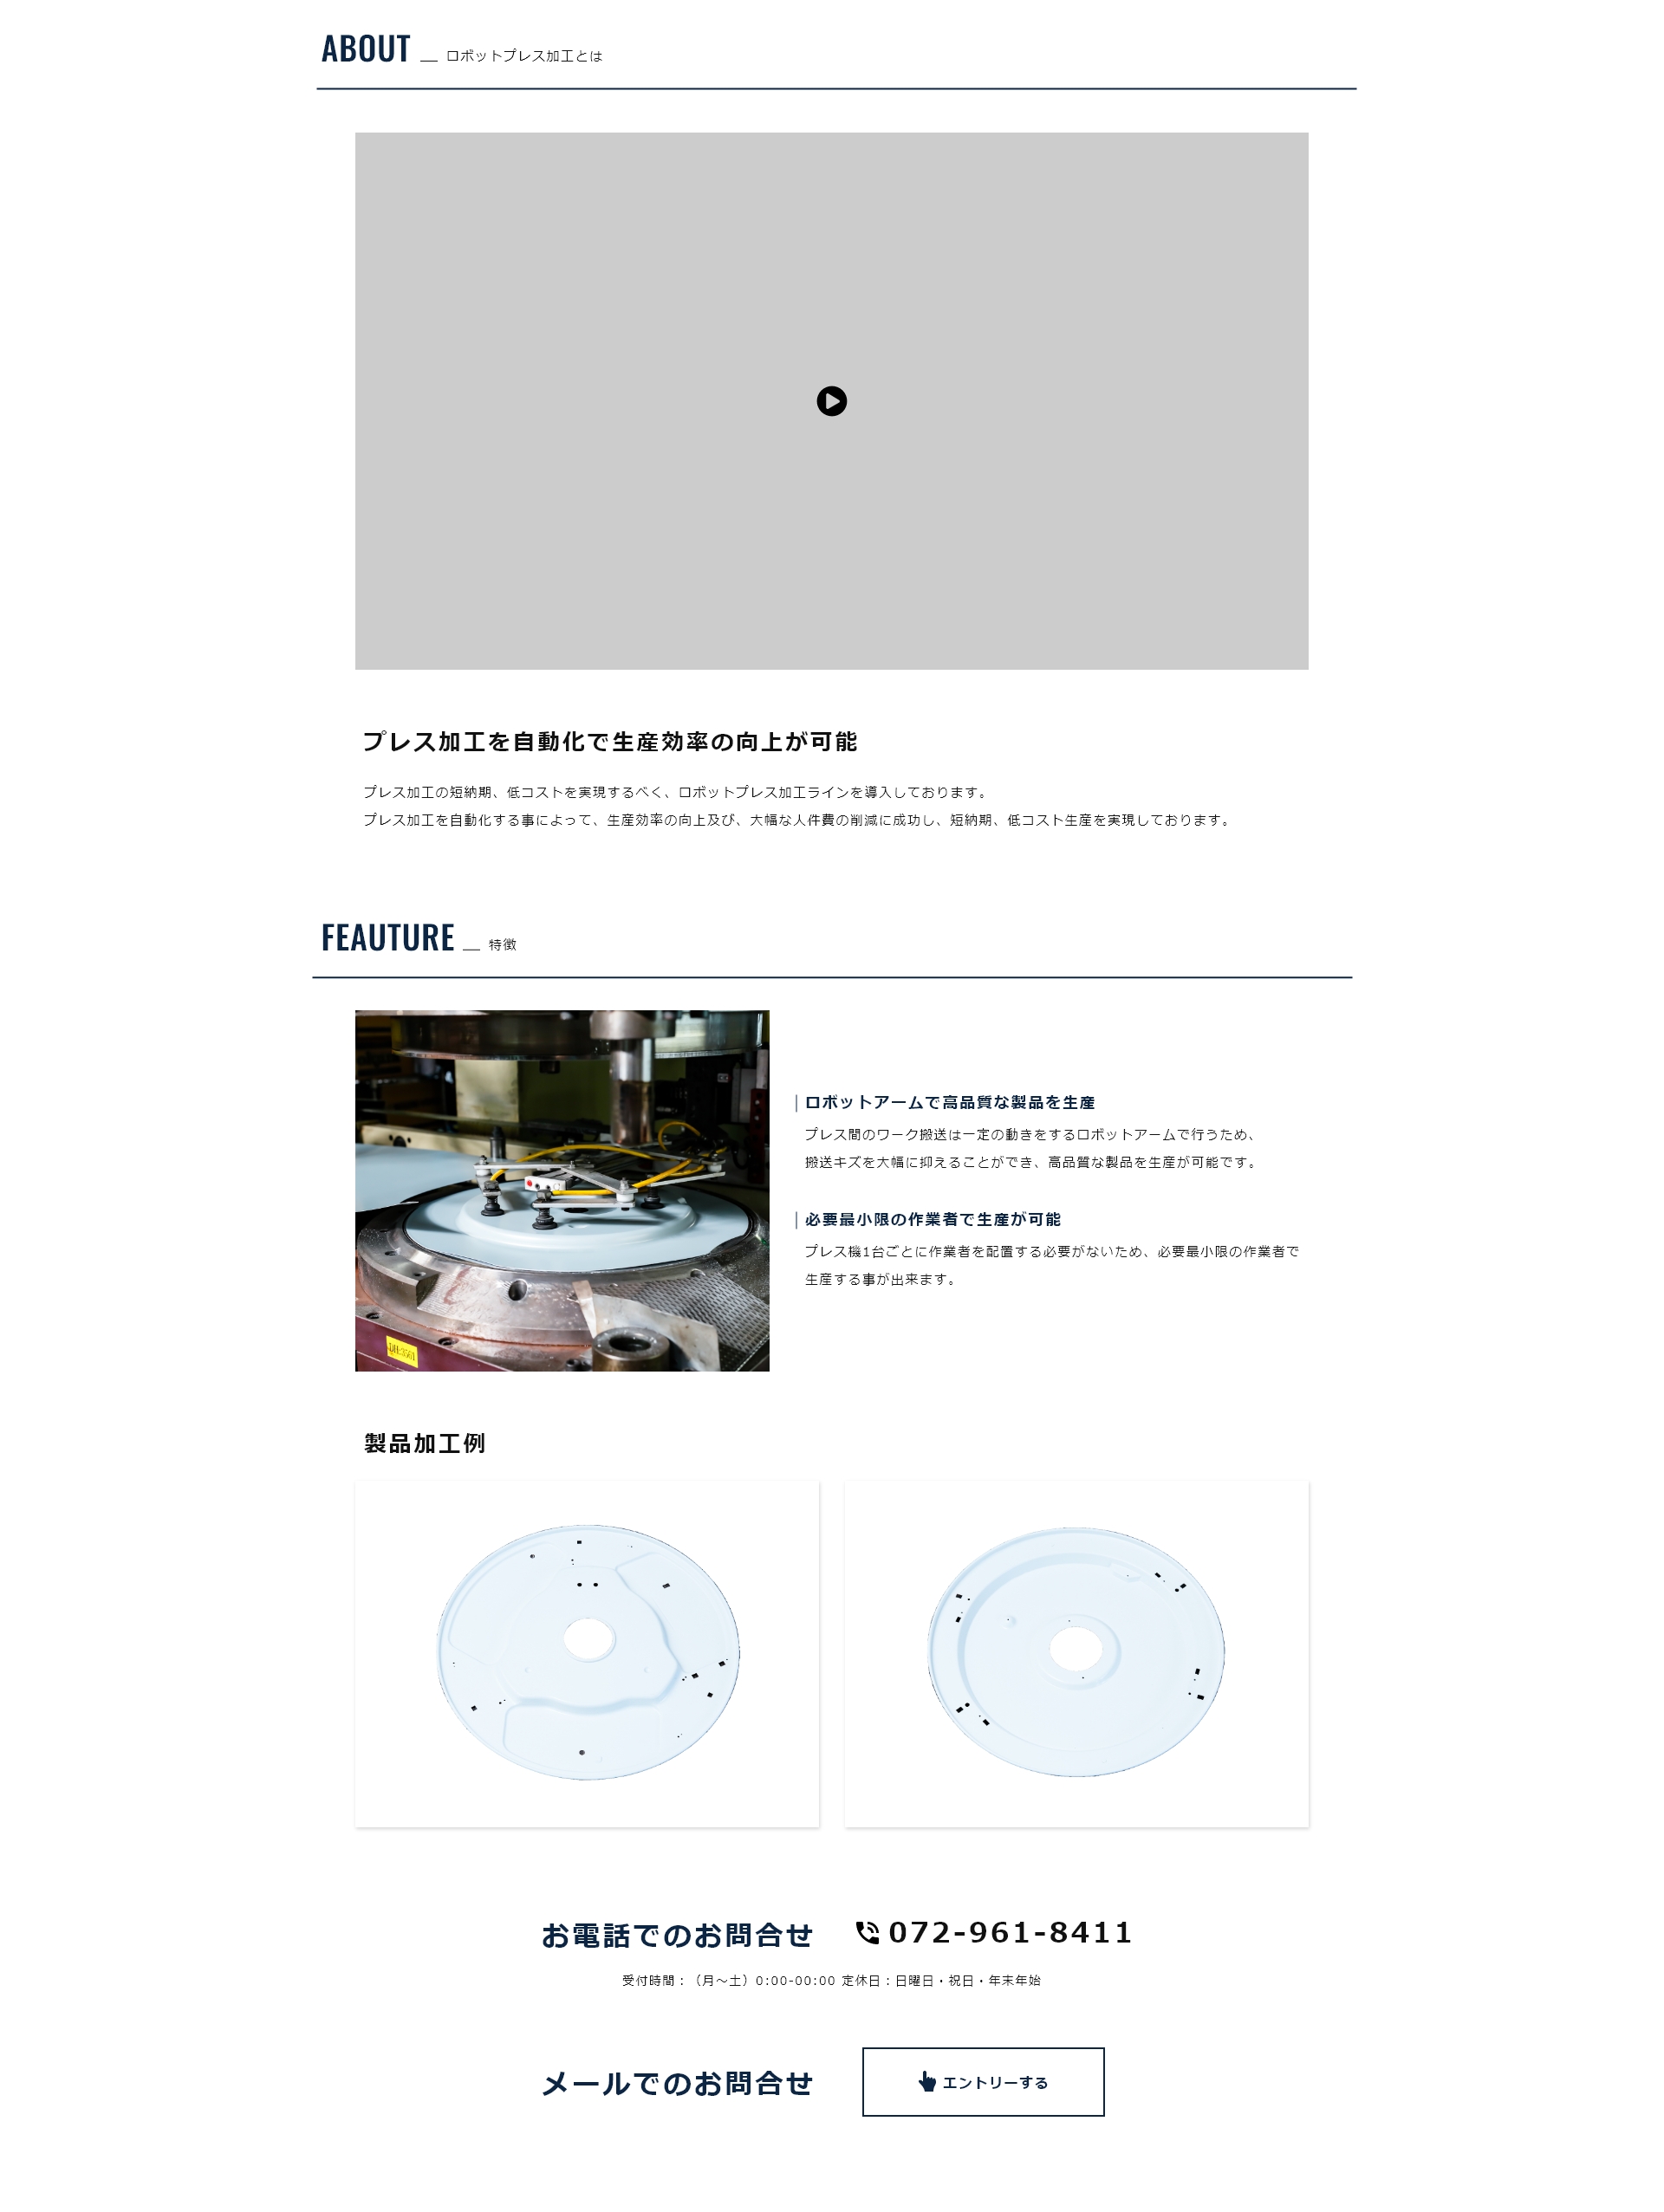 ABOUT ＿ ロボットプレス加工とは
プレス加工を自動化で生産効率の向上が可能
プレス加工の短納期、低コストを実現するべく、ロボットプレス加工ラインを導入しております。
プレス加工を自動化する事によって、生産効率の向上及び、大幅な人件費の削減に成功し、短納期、低コスト生産を実現しております。
FEAUTURE ＿ 特徴
｜ロボットアームで高品質な製品を生産
プレス間のワーク搬送は一定の動きをするロボットアームで行うため、
搬送キズを大幅に抑えることができ、高品質な製品を生産が可能です。
｜必要最小限の作業者で生産が可能
プレス機1台ごとに作業者を配置する必要がないため、必要最小限の作業者で
生産する事が出来ます。
製品加工例
お電話でのお問合せ 072-961-8411
受付時間：（月〜土）0:00-00:00 定休日：日曜日・祝日・年末年始
メールでのお問合せ エントリーする